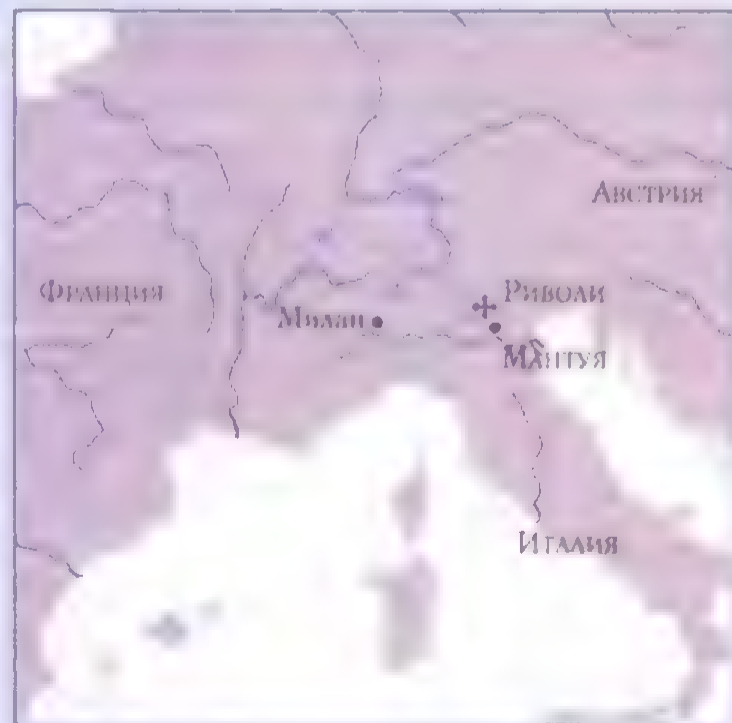 Австрия
Франция
Риволи
Милан
Мантуя
Италия